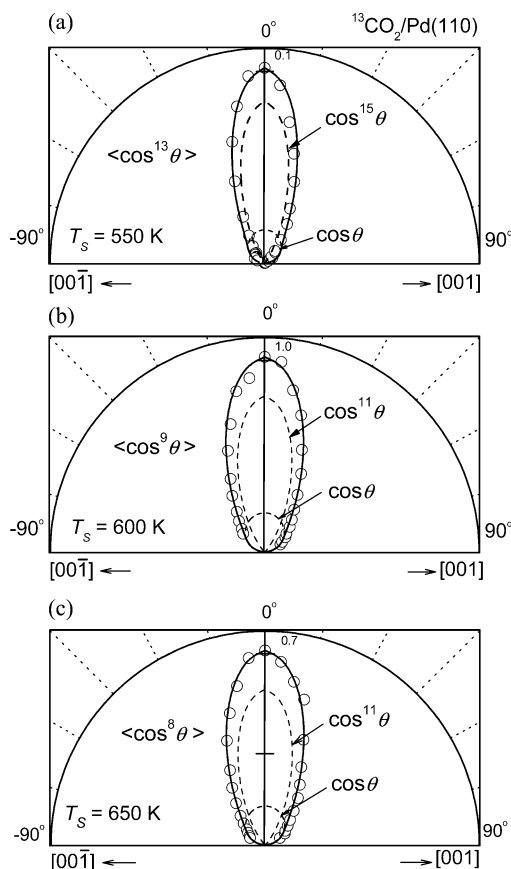 (a) 0° ¹³CO₂/Pd(110)
0.1
cos¹⁵θ
<cos¹³θ>
-90° T_S = 550 K cosθ 90°
[001̄] ← → [001]
(b) 0°
1.0
cos¹¹θ
<cos⁹θ>
cosθ
-90° T_S = 600 K 90°
[001̄] ← → [001]
(c) 0°
0.7
<cos⁸θ> cos¹¹θ
cosθ
T_S = 650 K
-90° 90°
[001̄] ← → [001]